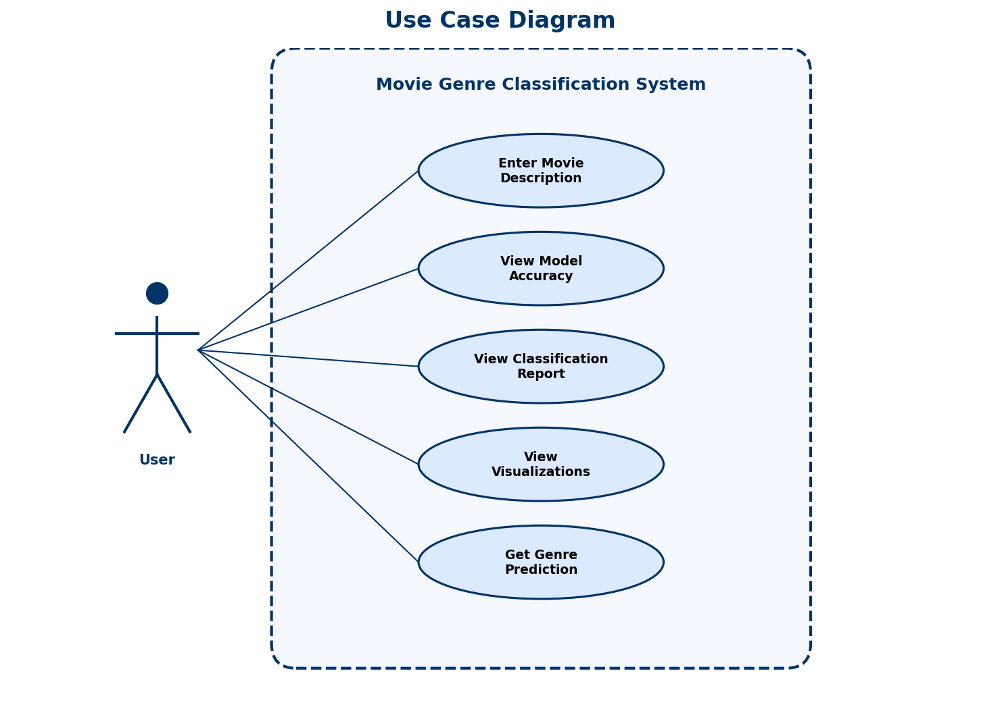 Use Case Diagram
Movie Genre Classification System
Enter Movie
Description
View Model
Accuracy
View Classification
Report
View
Visualizations
Get Genre
Prediction
User